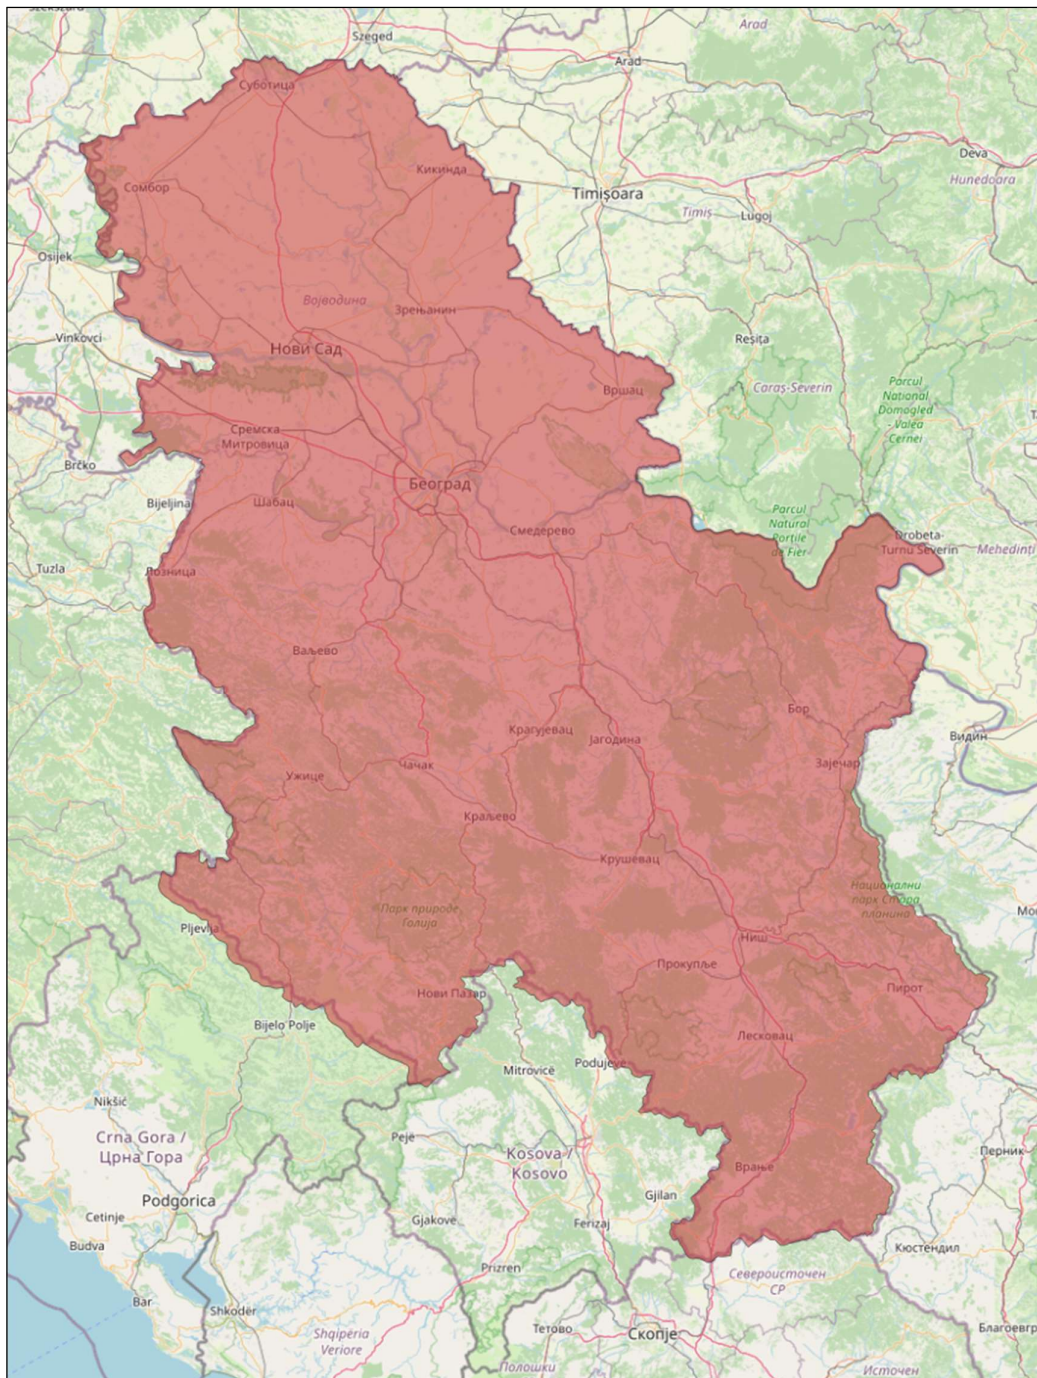 Szeged
Arad
Arad
Суботица
Кикинда
Deva
Hunedoara
Сомбор
Timișoara
Timiș
Lugoj
Osijek
Војводина
Зрењанин
Vinkovci
Нови Сад
Reșița
Caraș-Severin
Parcul
Național
Domogled
- Valea
Cernei
Вршац
Сремска
Митровица
Brčko
Београд
Bijeljina
Шабац
Parcul
Natural
Porțile
de Fier
Смедерево
Drobeta-
Turnu Severin
Mehedinți
Tuzla
Лозница
Ваљево
Бор
Крагујевац
Јагодина
Видин
Ужице
Чачак
Зајечар
Краљево
Крушевац
Национални
парк Стара
планина
Парк природе
Голија
Pljevlja
Ниш
Прокупље
Пирот
Нови Пазар
Bijelo Polje
Лесковац
Mitrovicë
Podujevë
Nikšić
Crna Gora /
Црна Гора
Peje
Kosova /
Kosovo
Перник
Врање
Podgorica
Gjilan
Cetinje
Gjakove
Ferizaj
Budva
Кюстендил
Prizren
Североисточен
СР
Bar
Shkodër
Shqipëria
Veriore
Тетово
Скопје
Благоевгр
Полошки
Источен